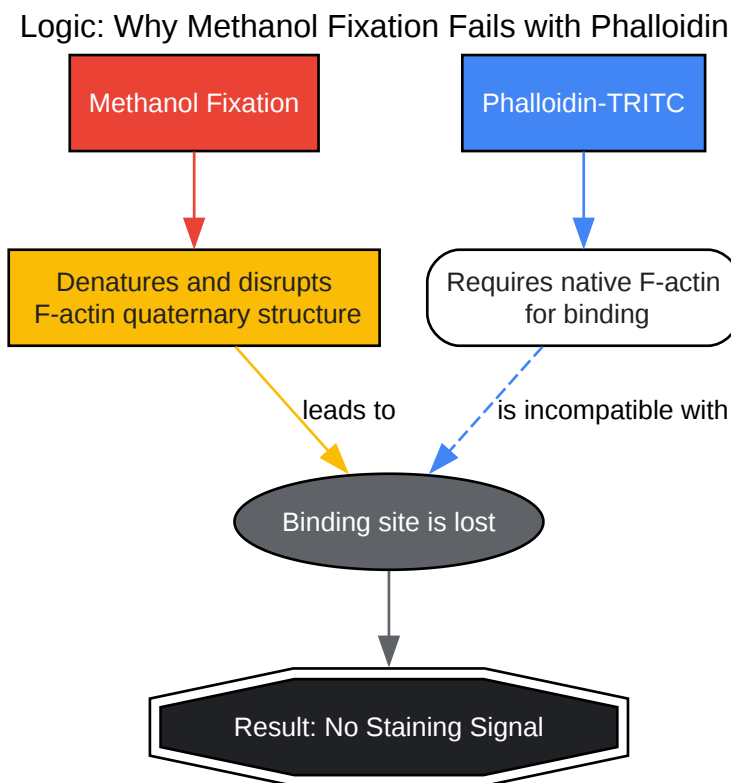 Logic: Why Methanol Fixation Fails with Phalloidin
Methanol Fixation
Phalloidin-TRITC
Denatures and disrupts
F-actin quaternary structure
Requires native F-actin
for binding
leads to
is incompatible with
Binding site is lost
Result: No Staining Signal